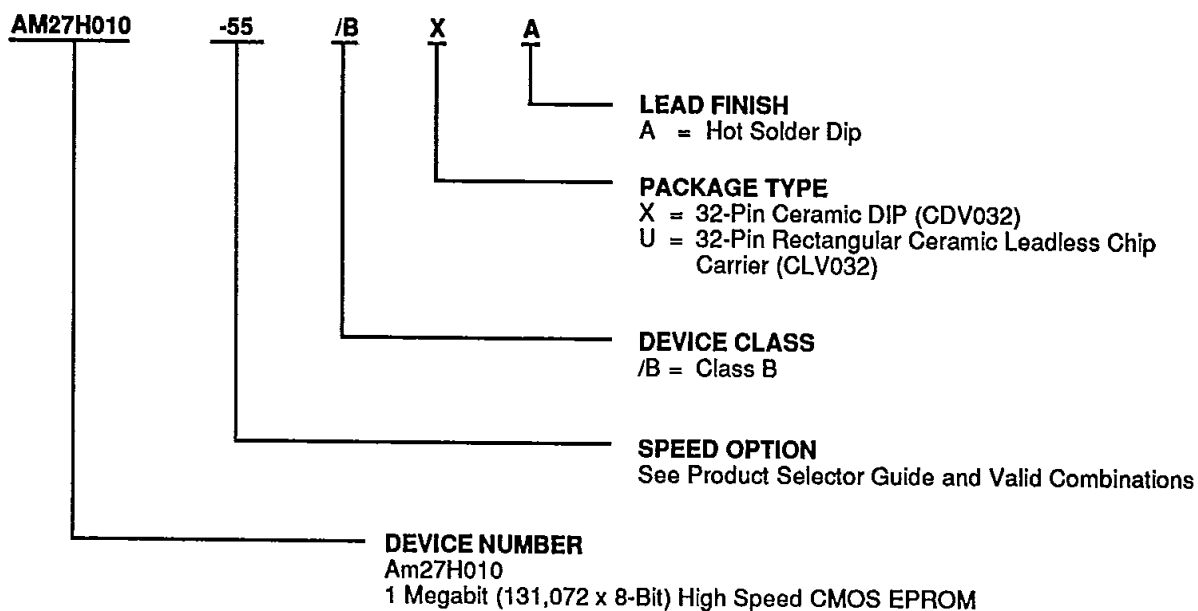 AM27H010 -55 /B X A
LEAD FINISH
A = Hot Solder Dip
PACKAGE TYPE
X = 32-Pin Ceramic DIP (CDV032)
U = 32-Pin Rectangular Ceramic Leadless Chip
Carrier (CLV032)
DEVICE CLASS
/B = Class B
SPEED OPTION
See Product Selector Guide and Valid Combinations
DEVICE NUMBER
Am27H010
1 Megabit (131,072 x 8-Bit) High Speed CMOS EPROM